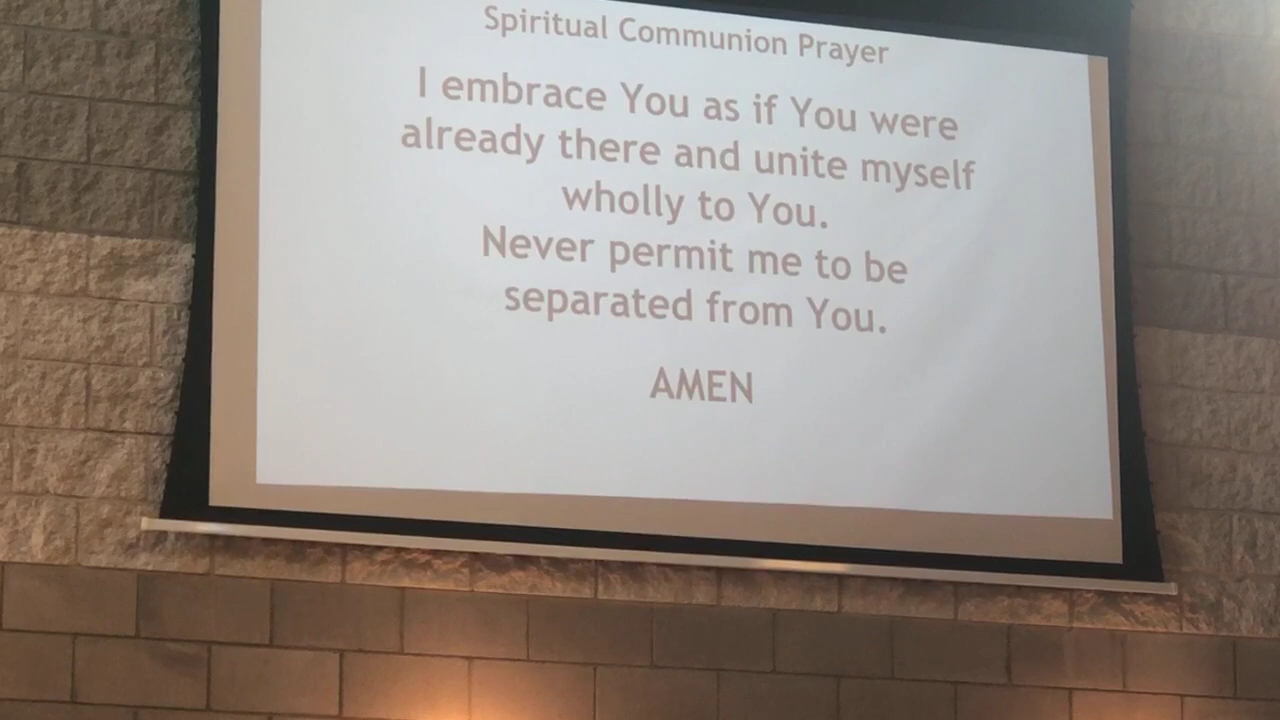 Spiritual Communion Prayer
I embrace You as if You were
already there and unite myself
wholly to You.
Never permit me to be
separated from You.
AMEN